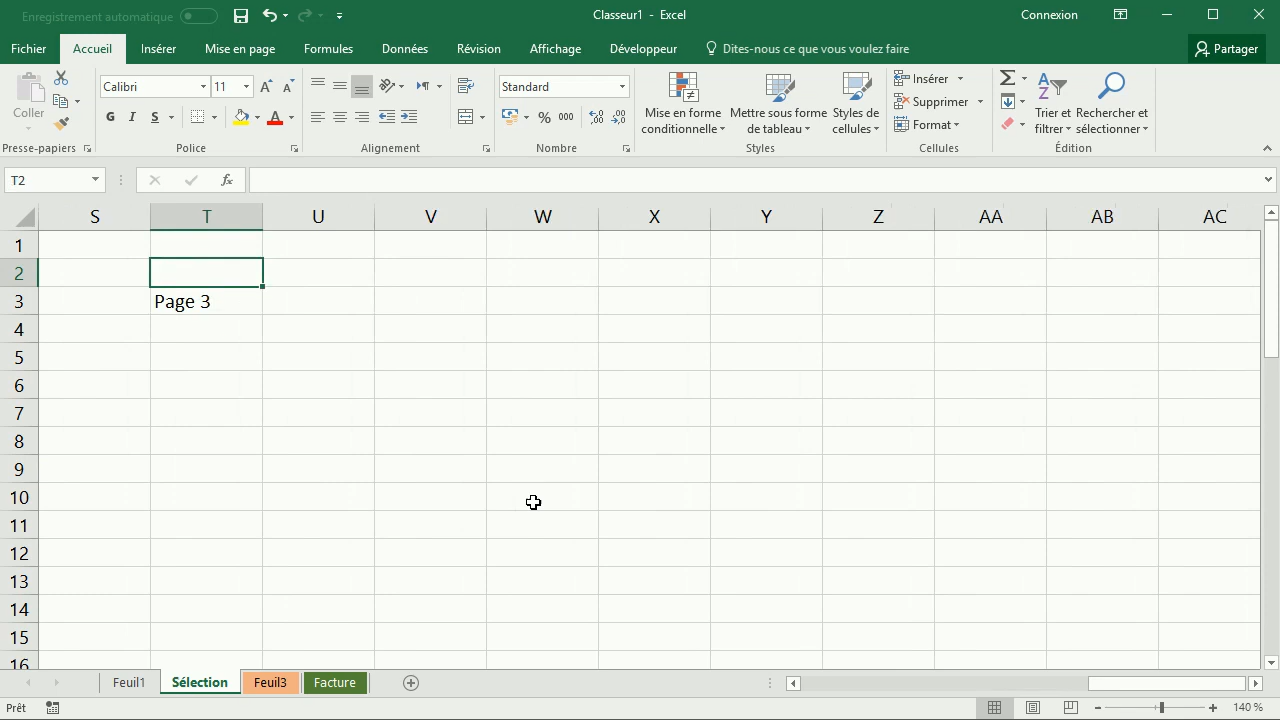 Enregistrement automatique
Classeur1 - Excel
Connexion
Fichier Accueil Insérer Mise en page Formules Données Révision Affichage Développeur Dites-nous ce que vous voulez faire Partager
Coller
Calibri 11
G I S
Standard
% 000
Mise en forme conditionnelle
Mettre sous forme de tableau
Styles de cellules
Insérer
Supprimer
Format
Trier et filtrer
Rechercher et sélectionner
Presse-papiers Police Alignement Nombre Styles Cellules Édition
T2
fx
S T U V W X Y Z AA AB AC
1
2
3 Page 3
4
5
6
7
8
9
10
11
12
13
14
15
16
Feuil1 Sélection Feuil3 Facture
Prêt 140 %